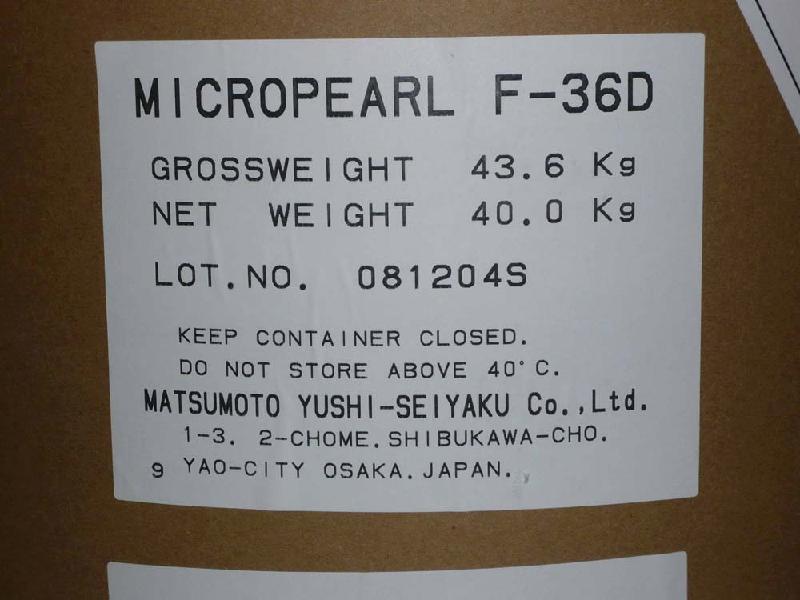 MICROPEARL F-36D
GROSSWEIGHT 43.6 Kg
NET WEIGHT 40.0 Kg
LOT.NO. 081204S
KEEP CONTAINER CLOSED.
DO NOT STORE ABOVE 40°C.
MATSUMOTO YUSHI-SEIYAKU Co.,Ltd.
1-3. 2-CHOME.SHIBUKAWA-CHO.
9 YAO-CITY OSAKA.JAPAN.